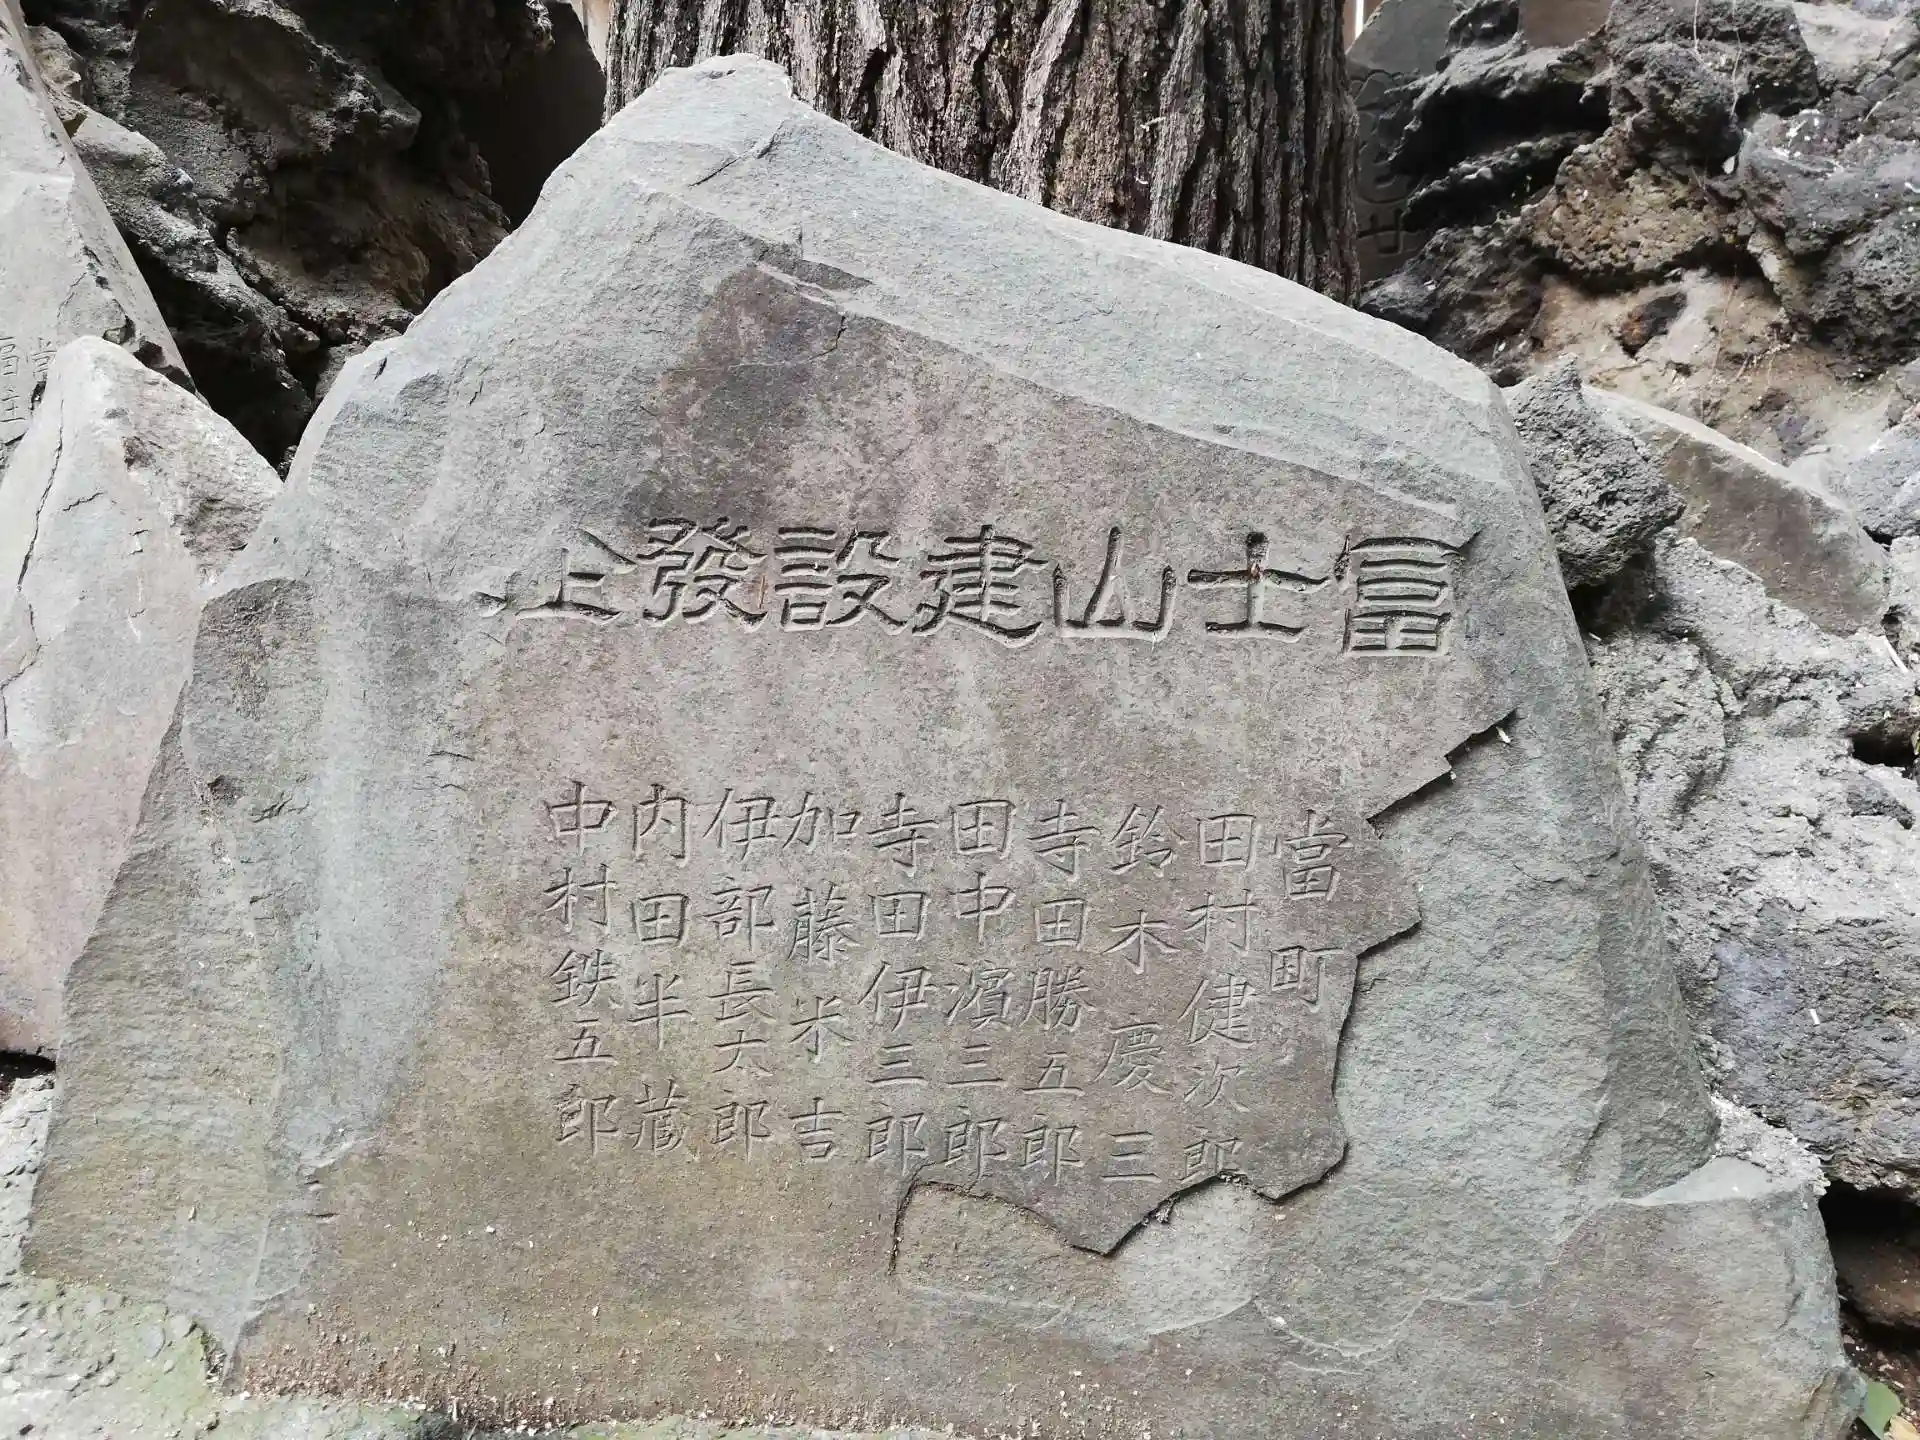 富士山建設發起
當町
田村健次郎
鈴木慶三
寺田勝五郎
田中濱三郎
寺田伊三郎
加藤米吉
伊部長太郎
内田半蔵
中村鉄五郎